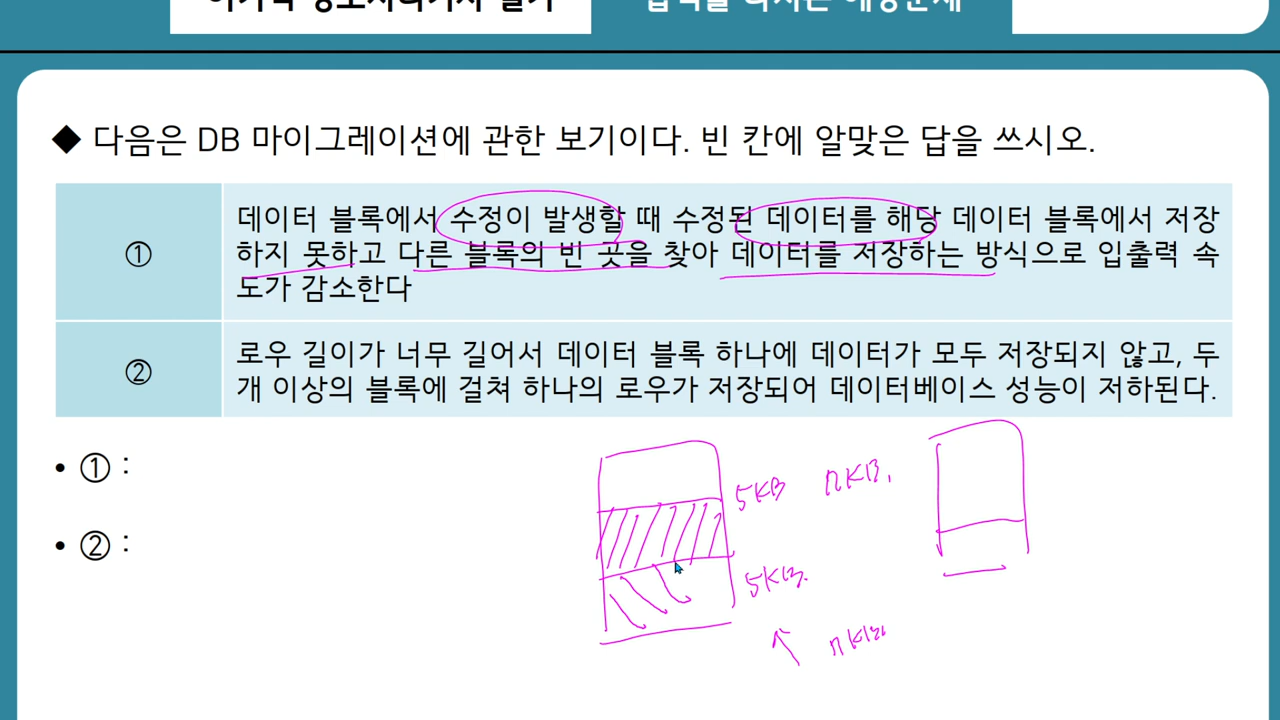 ◆ 다음은 DB 마이그레이션에 관한 보기이다. 빈 칸에 알맞은 답을 쓰시오.
① 데이터 블록에서 수정이 발생할 때 수정된 데이터를 해당 데이터 블록에서 저장
하지 못하고 다른 블록의 빈 곳을 찾아 데이터를 저장하는 방식으로 입출력 속
도가 감소한다
② 로우 길이가 너무 길어서 데이터 블록 하나에 데이터가 모두 저장되지 않고, 두
개 이상의 블록에 걸쳐 하나의 로우가 저장되어 데이터베이스 성능이 저하된다.
• ① :
• ② :
5KB
5KB